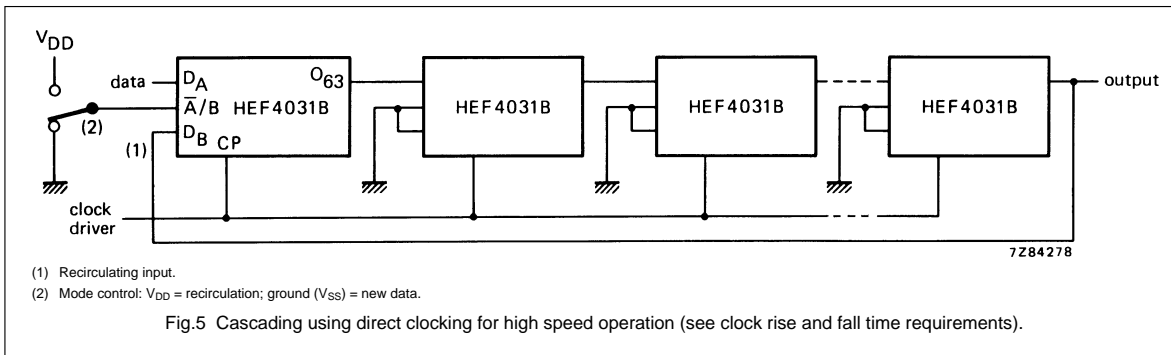 VDD
data
DA
O63
A̅/B HEF4031B
HEF4031B
HEF4031B
HEF4031B
output
(2)
DB
CP
(1)
clock
driver
7Z84278
(1) Recirculating input.
(2) Mode control: VDD = recirculation; ground (VSS) = new data.
Fig.5 Cascading using direct clocking for high speed operation (see clock rise and fall time requirements).